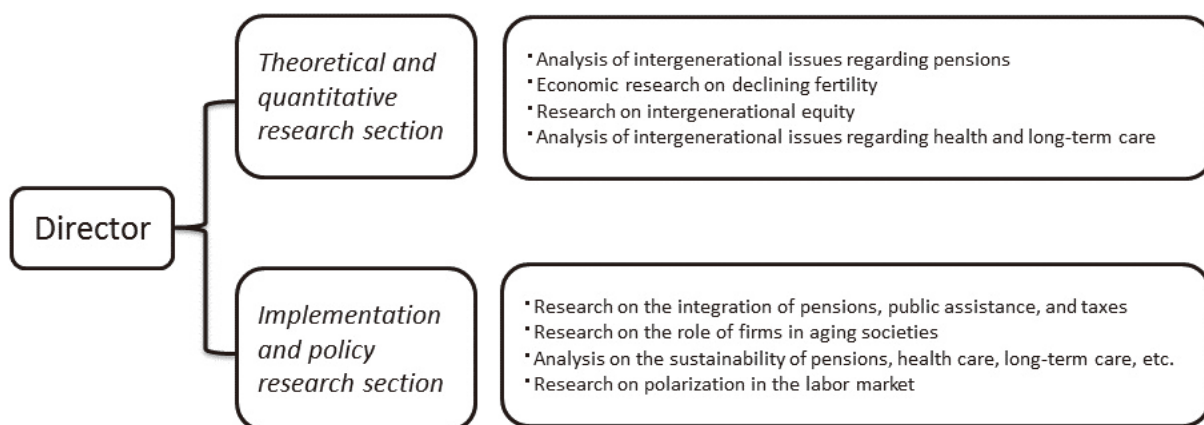 Director
Theoretical and
quantitative
research section
▪Analysis of intergenerational issues regarding pensions
▪Economic research on declining fertility
▪Research on intergenerational equity
▪Analysis of intergenerational issues regarding health and long-term care
Implementation
and policy
research section
▪Research on the integration of pensions, public assistance, and taxes
▪Research on the role of firms in aging societies
▪Analysis on the sustainability of pensions, health care, long-term care, etc.
▪Research on polarization in the labor market